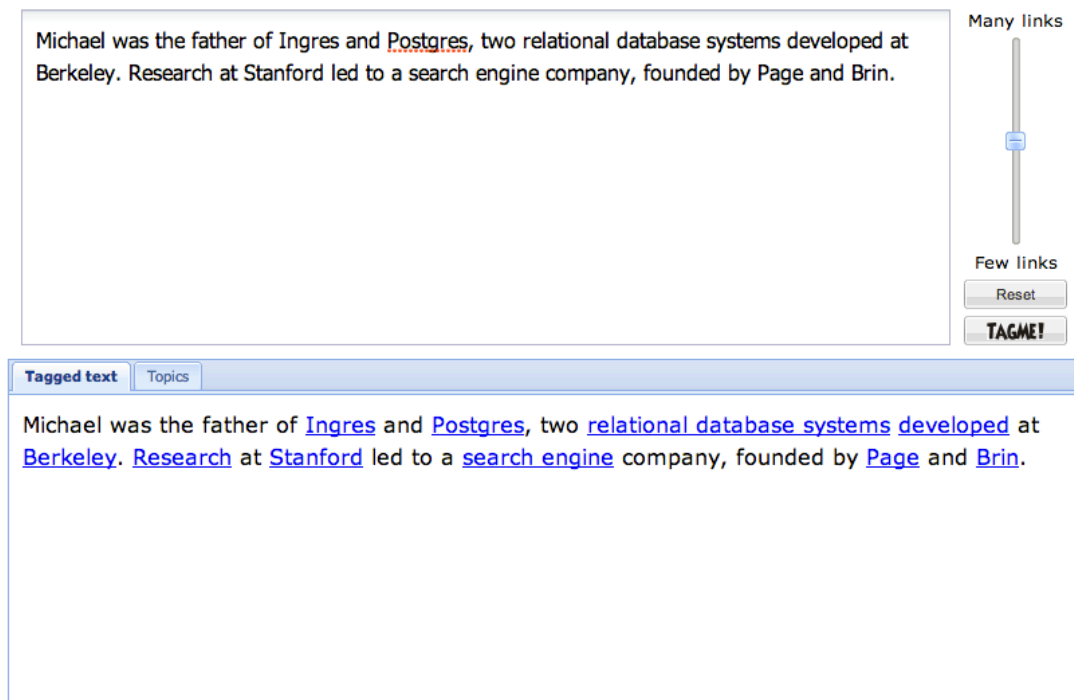 Many links
Michael was the father of Ingres and Postgres, two relational database systems developed at
Berkeley. Research at Stanford led to a search engine company, founded by Page and Brin.
Few links
Reset
TAGME!
Tagged text Topics
Michael was the father of Ingres and Postgres, two relational database systems developed at
Berkeley. Research at Stanford led to a search engine company, founded by Page and Brin.